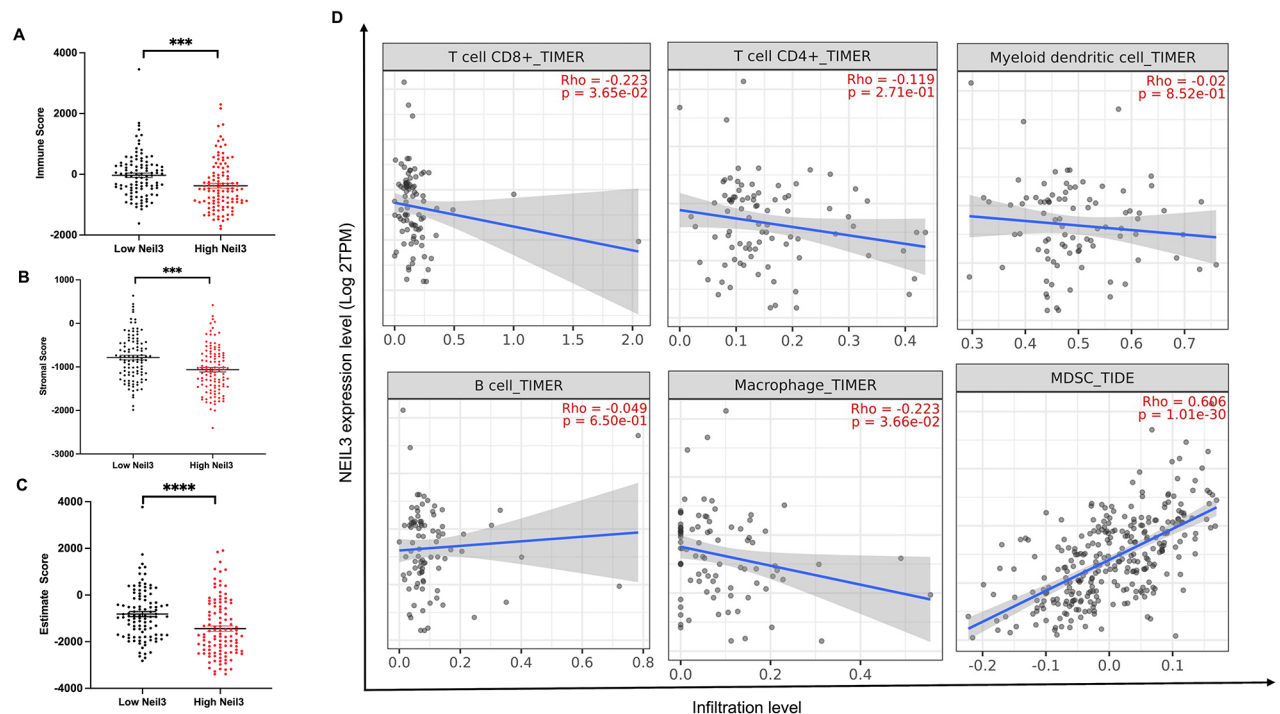 A
***
4000
2000
0
-2000
Immune Score
Low Neil3 High Neil3
B
***
1000
0
-1000
-2000
-3000
Stromal Score
Low Neil3 High Neil3
C
****
4000
2000
0
-2000
-4000
Estimate Score
Low Neil3 High Neil3
D
NEIL3 expression level (Log 2TPM)
T cell CD8+_TIMER
Rho = -0.223
p = 3.65e-02
0.0 0.5 1.0 1.5 2.0
T cell CD4+_TIMER
Rho = -0.119
p = 2.71e-01
0.0 0.1 0.2 0.3 0.4
Myeloid dendritic cell_TIMER
Rho = -0.02
p = 8.52e-01
0.3 0.4 0.5 0.6 0.7
B cell_TIMER
Rho = -0.049
p = 6.50e-01
0.0 0.2 0.4 0.6 0.8
Macrophage_TIMER
Rho = -0.223
p = 3.66e-02
0.0 0.2 0.4
MDSC_TIDE
Rho = 0.606
p = 1.01e-30
-0.2 -0.1 0.0 0.1
Infiltration level